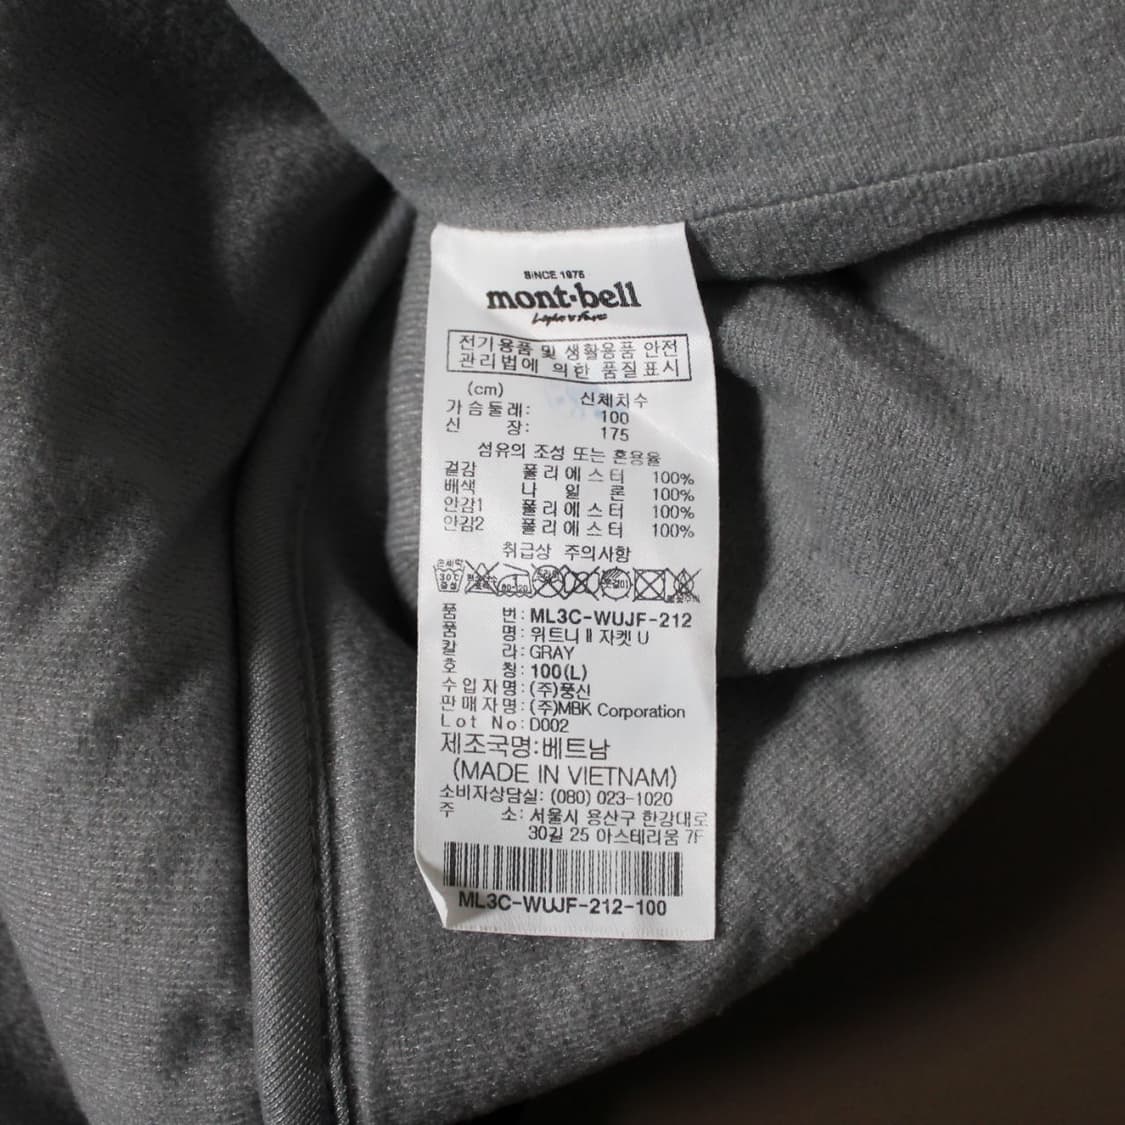 SINCE 1975
mont·bell
전기용품 및 생활용품 안전
관리법에 의한 품질표시
(cm) 신체치수
가슴둘레: 100
신 장: 175
섬유의 조성 또는 혼용율
겉감 폴리에스터 100%
배색 나 일 론 100%
안감1 폴리에스터 100%
안감2 폴리에스터 100%
취급상 주의사항
품 번: ML3C-WUJF-212
품 명: 위트니 Ⅱ 자켓 U
칼 라: GRAY
호 칭: 100(L)
수입자명: (주)풍신
판매자명: (주)MBK Corporation
Lot No: D002
제조국명:베트남
(MADE IN VIETNAM)
소비자상담실: (080) 023-1020
주 소: 서울시 용산구 한강대로
30길 25 아스테리움 7F
ML3C-WUJF-212-100